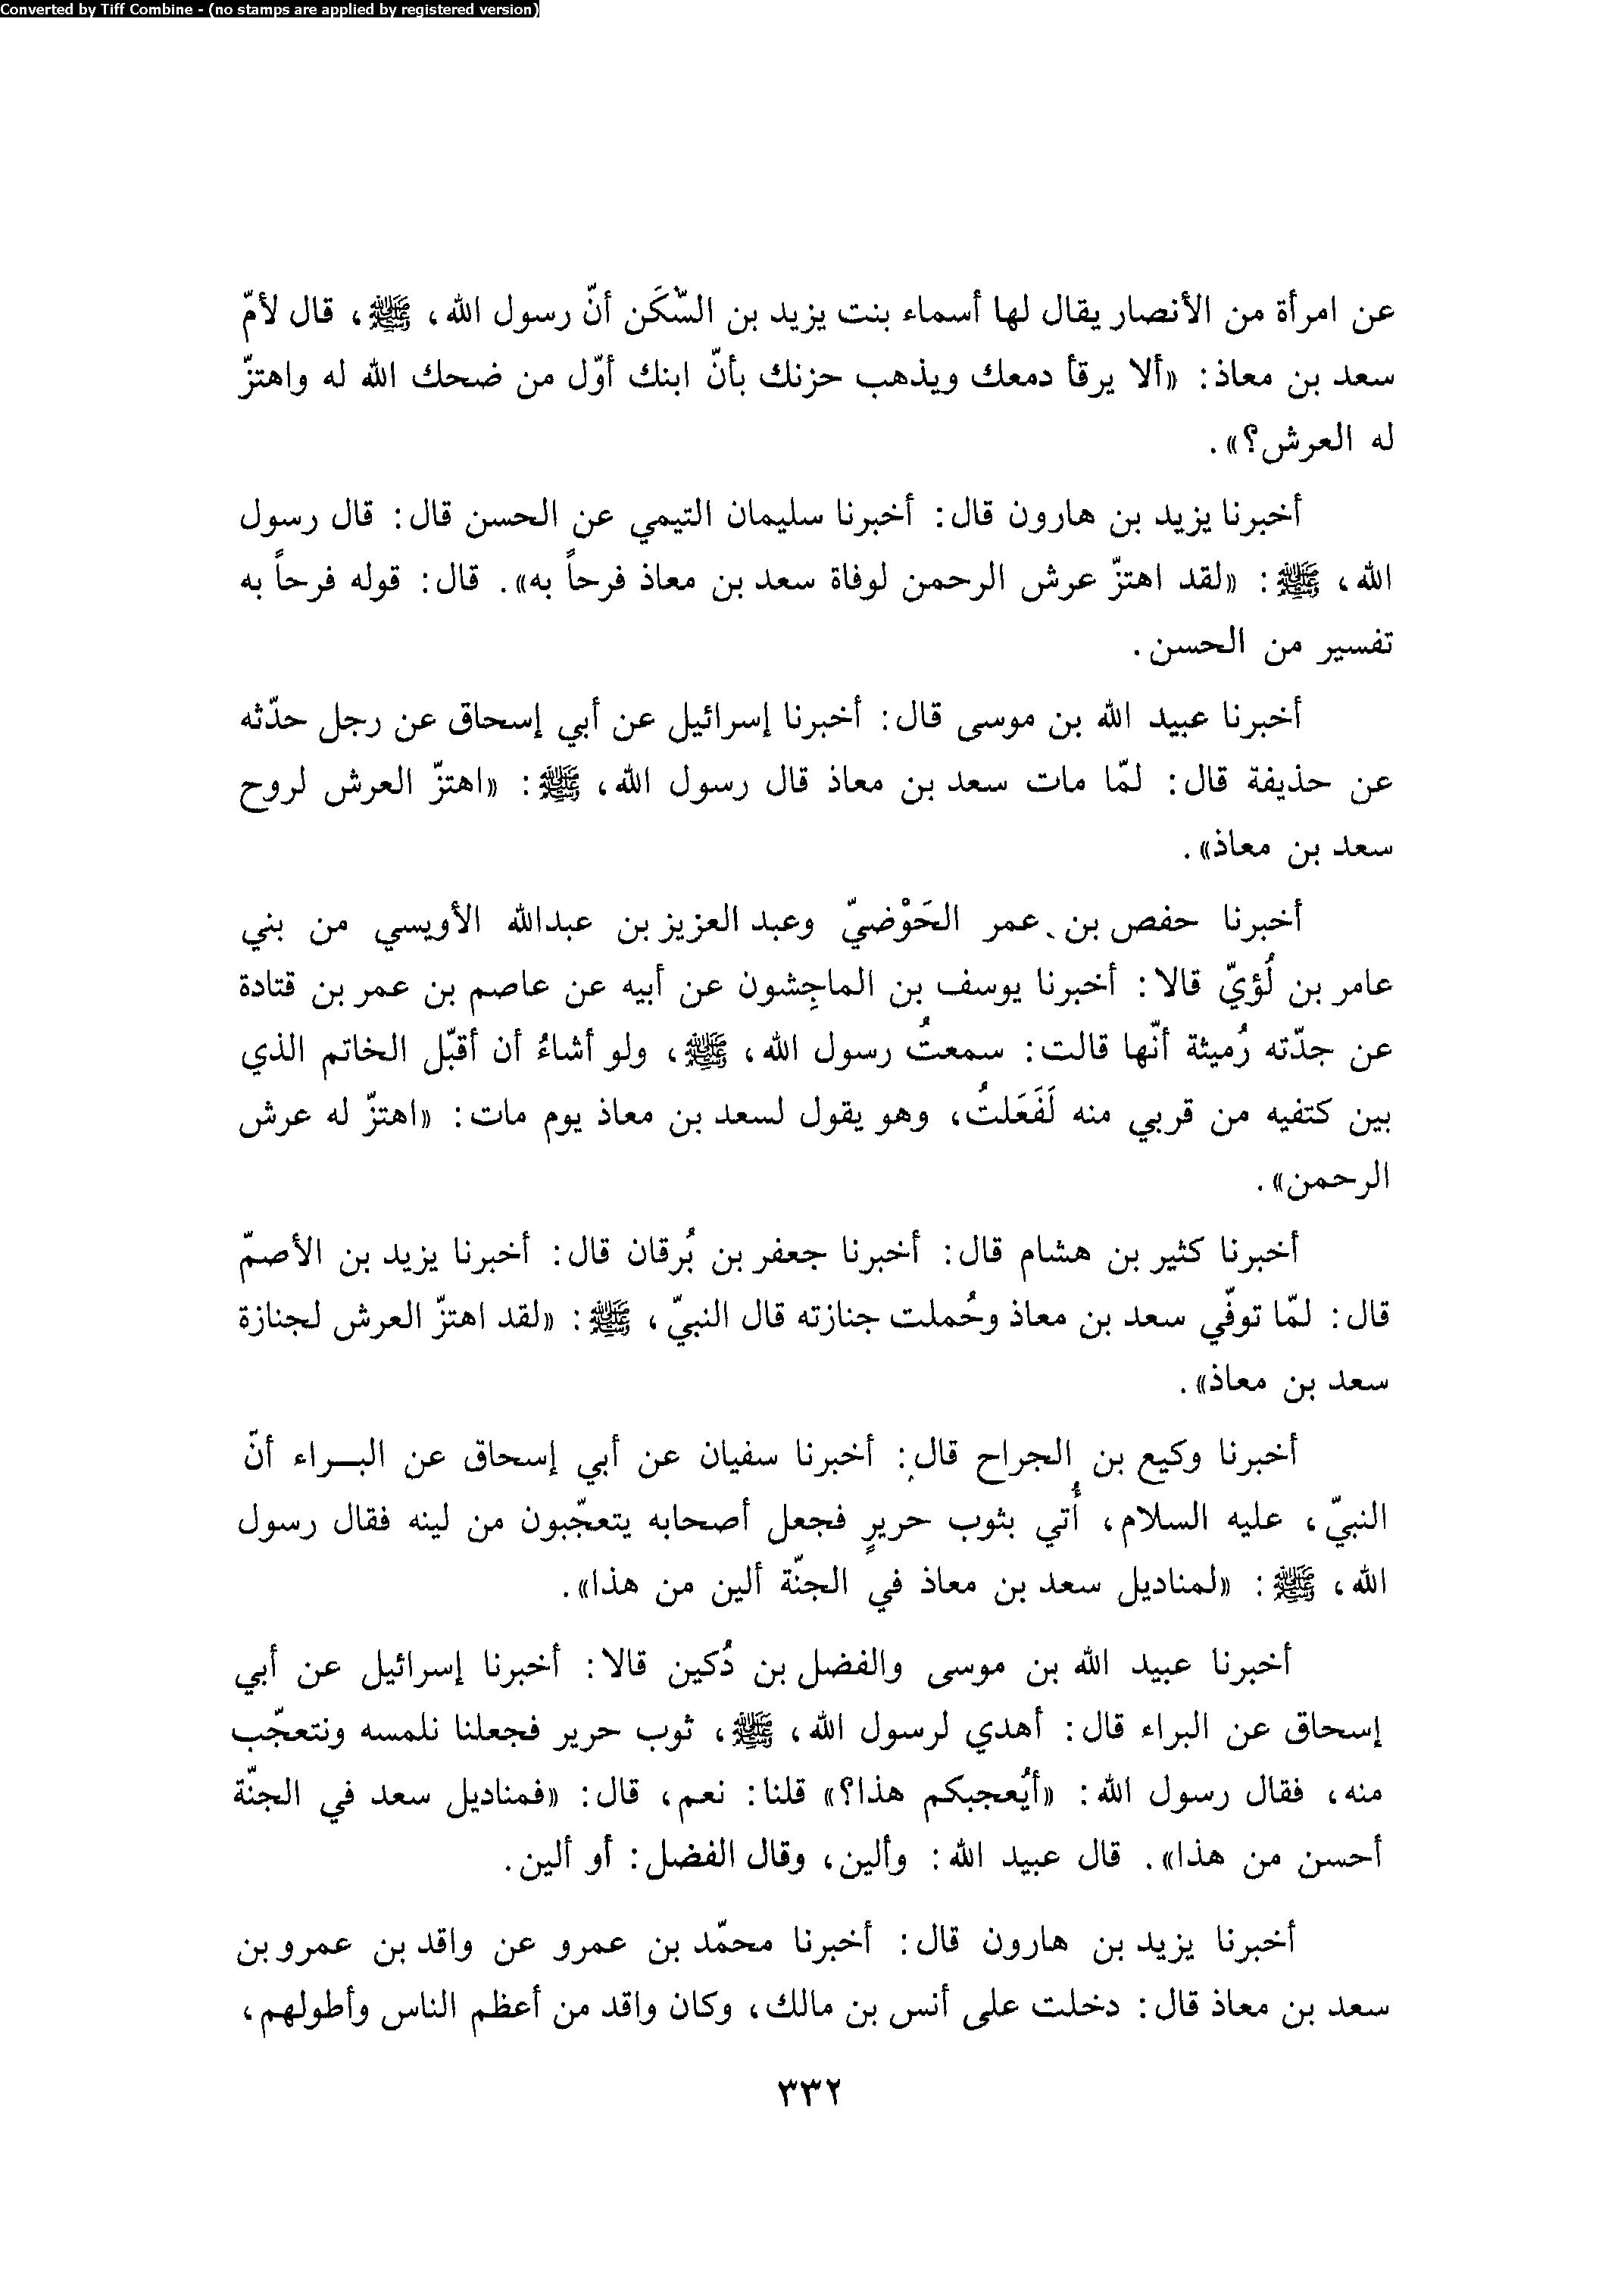 Converted by Tiff Combine - (no stamps are applied by registered version)
عن امرأة من الأنصار يقال لها أسماء بنت يزيد بن السَّكَن أنّ رسول الله، ﷺ، قال لأمّ
سعد بن معاذ: «ألا يرقأ دمعك ويذهب حزنك بأنّ ابنك أوّل من ضحك الله له واهتزّ
له العرش؟».
أخبرنا يزيد بن هارون قال: أخبرنا سليمان التيمي عن الحسن قال: قال رسول
الله، ﷺ: «لقد اهتزّ عرش الرحمن لوفاة سعد بن معاذ فرحاً به». قال: قوله فرحاً به
تفسير من الحسن.
أخبرنا عبيد الله بن موسى قال: أخبرنا إسرائيل عن أبي إسحاق عن رجل حدّثه
عن حذيفة قال: لمّا مات سعد بن معاذ قال رسول الله، ﷺ: «اهتزّ العرش لروح
سعد بن معاذ».
أخبرنا حفص بن عمر الحَوْضيّ وعبد العزيز بن عبدالله الأويسي من بني
عامر بن لُؤيّ قالا: أخبرنا يوسف بن الماجِشون عن أبيه عن عاصم بن عمر بن قتادة
عن جدّته رُميثة أنّها قالت: سمعتُ رسول الله، ﷺ، ولو أشاءُ أن أقبّل الخاتم الذي
بين كتفيه من قربي منه لَفَعَلتُ، وهو يقول لسعد بن معاذ يوم مات: «اهتزّ له عرش
الرحمن».
أخبرنا كثير بن هشام قال: أخبرنا جعفر بن بُرقان قال: أخبرنا يزيد بن الأصمّ
قال: لمّا توفّي سعد بن معاذ وحُملت جنازته قال النبيّ، ﷺ: «لقد اهتزّ العرش لجنازة
سعد بن معاذ».
أخبرنا وكيع بن الجراح قال: أخبرنا سفيان عن أبي إسحاق عن البـراء أنّ
النبيّ، عليه السلام، أُتي بثوب حريرٍ فجعل أصحابه يتعجّبون من لينه فقال رسول
الله، ﷺ: «لمناديل سعد بن معاذ في الجنّة ألين من هذا».
أخبرنا عبيد الله بن موسى والفضل بن دُكين قالا: أخبرنا إسرائيل عن أبي
إسحاق عن البراء قال: أهدي لرسول الله، ﷺ، ثوب حرير فجعلنا نلمسه ونتعجّب
منه، فقال رسول الله: «أيُعجبكم هذا؟» قلنا: نعم، قال: «فمناديل سعد في الجنّة
أحسن من هذا». قال عبيد الله: وألين، وقال الفضل: أو ألين.
أخبرنا يزيد بن هارون قال: أخبرنا محمّد بن عمرو عن واقد بن عمرو بن
سعد بن معاذ قال: دخلت على أنس بن مالك، وكان واقد من أعظم الناس وأطولهم،
٣٣٢